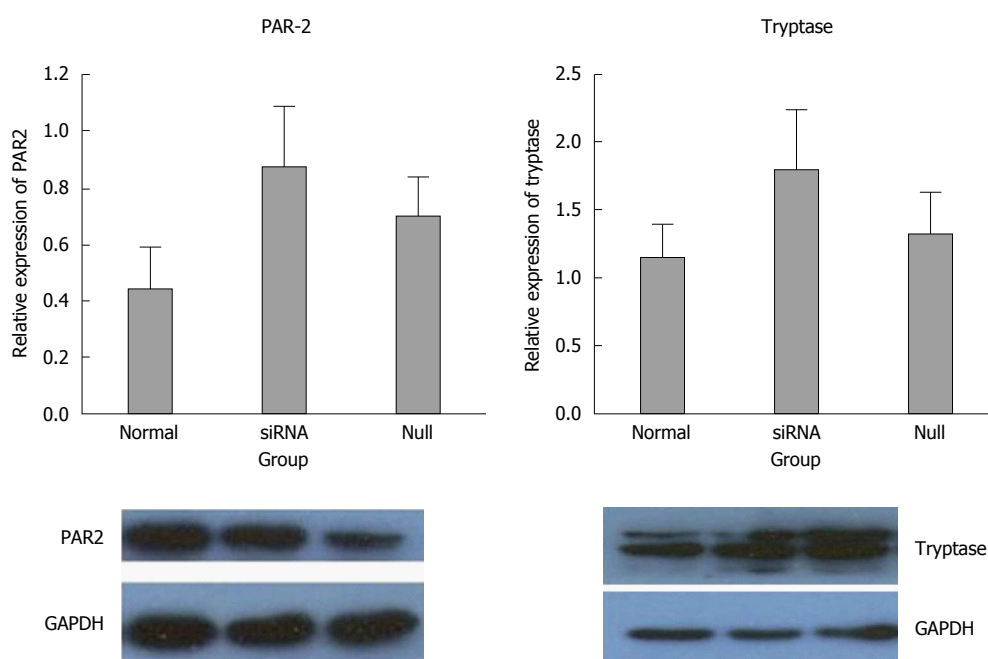 PAR-2
Relative expression of PAR2
1.2
1.0
0.8
0.6
0.4
0.2
0.0
Normal siRNA Null
Group
Tryptase
Relative expression of tryptase
2.5
2.0
1.5
1.0
0.5
0.0
Normal siRNA Null
Group
PAR2
GAPDH
Tryptase
GAPDH